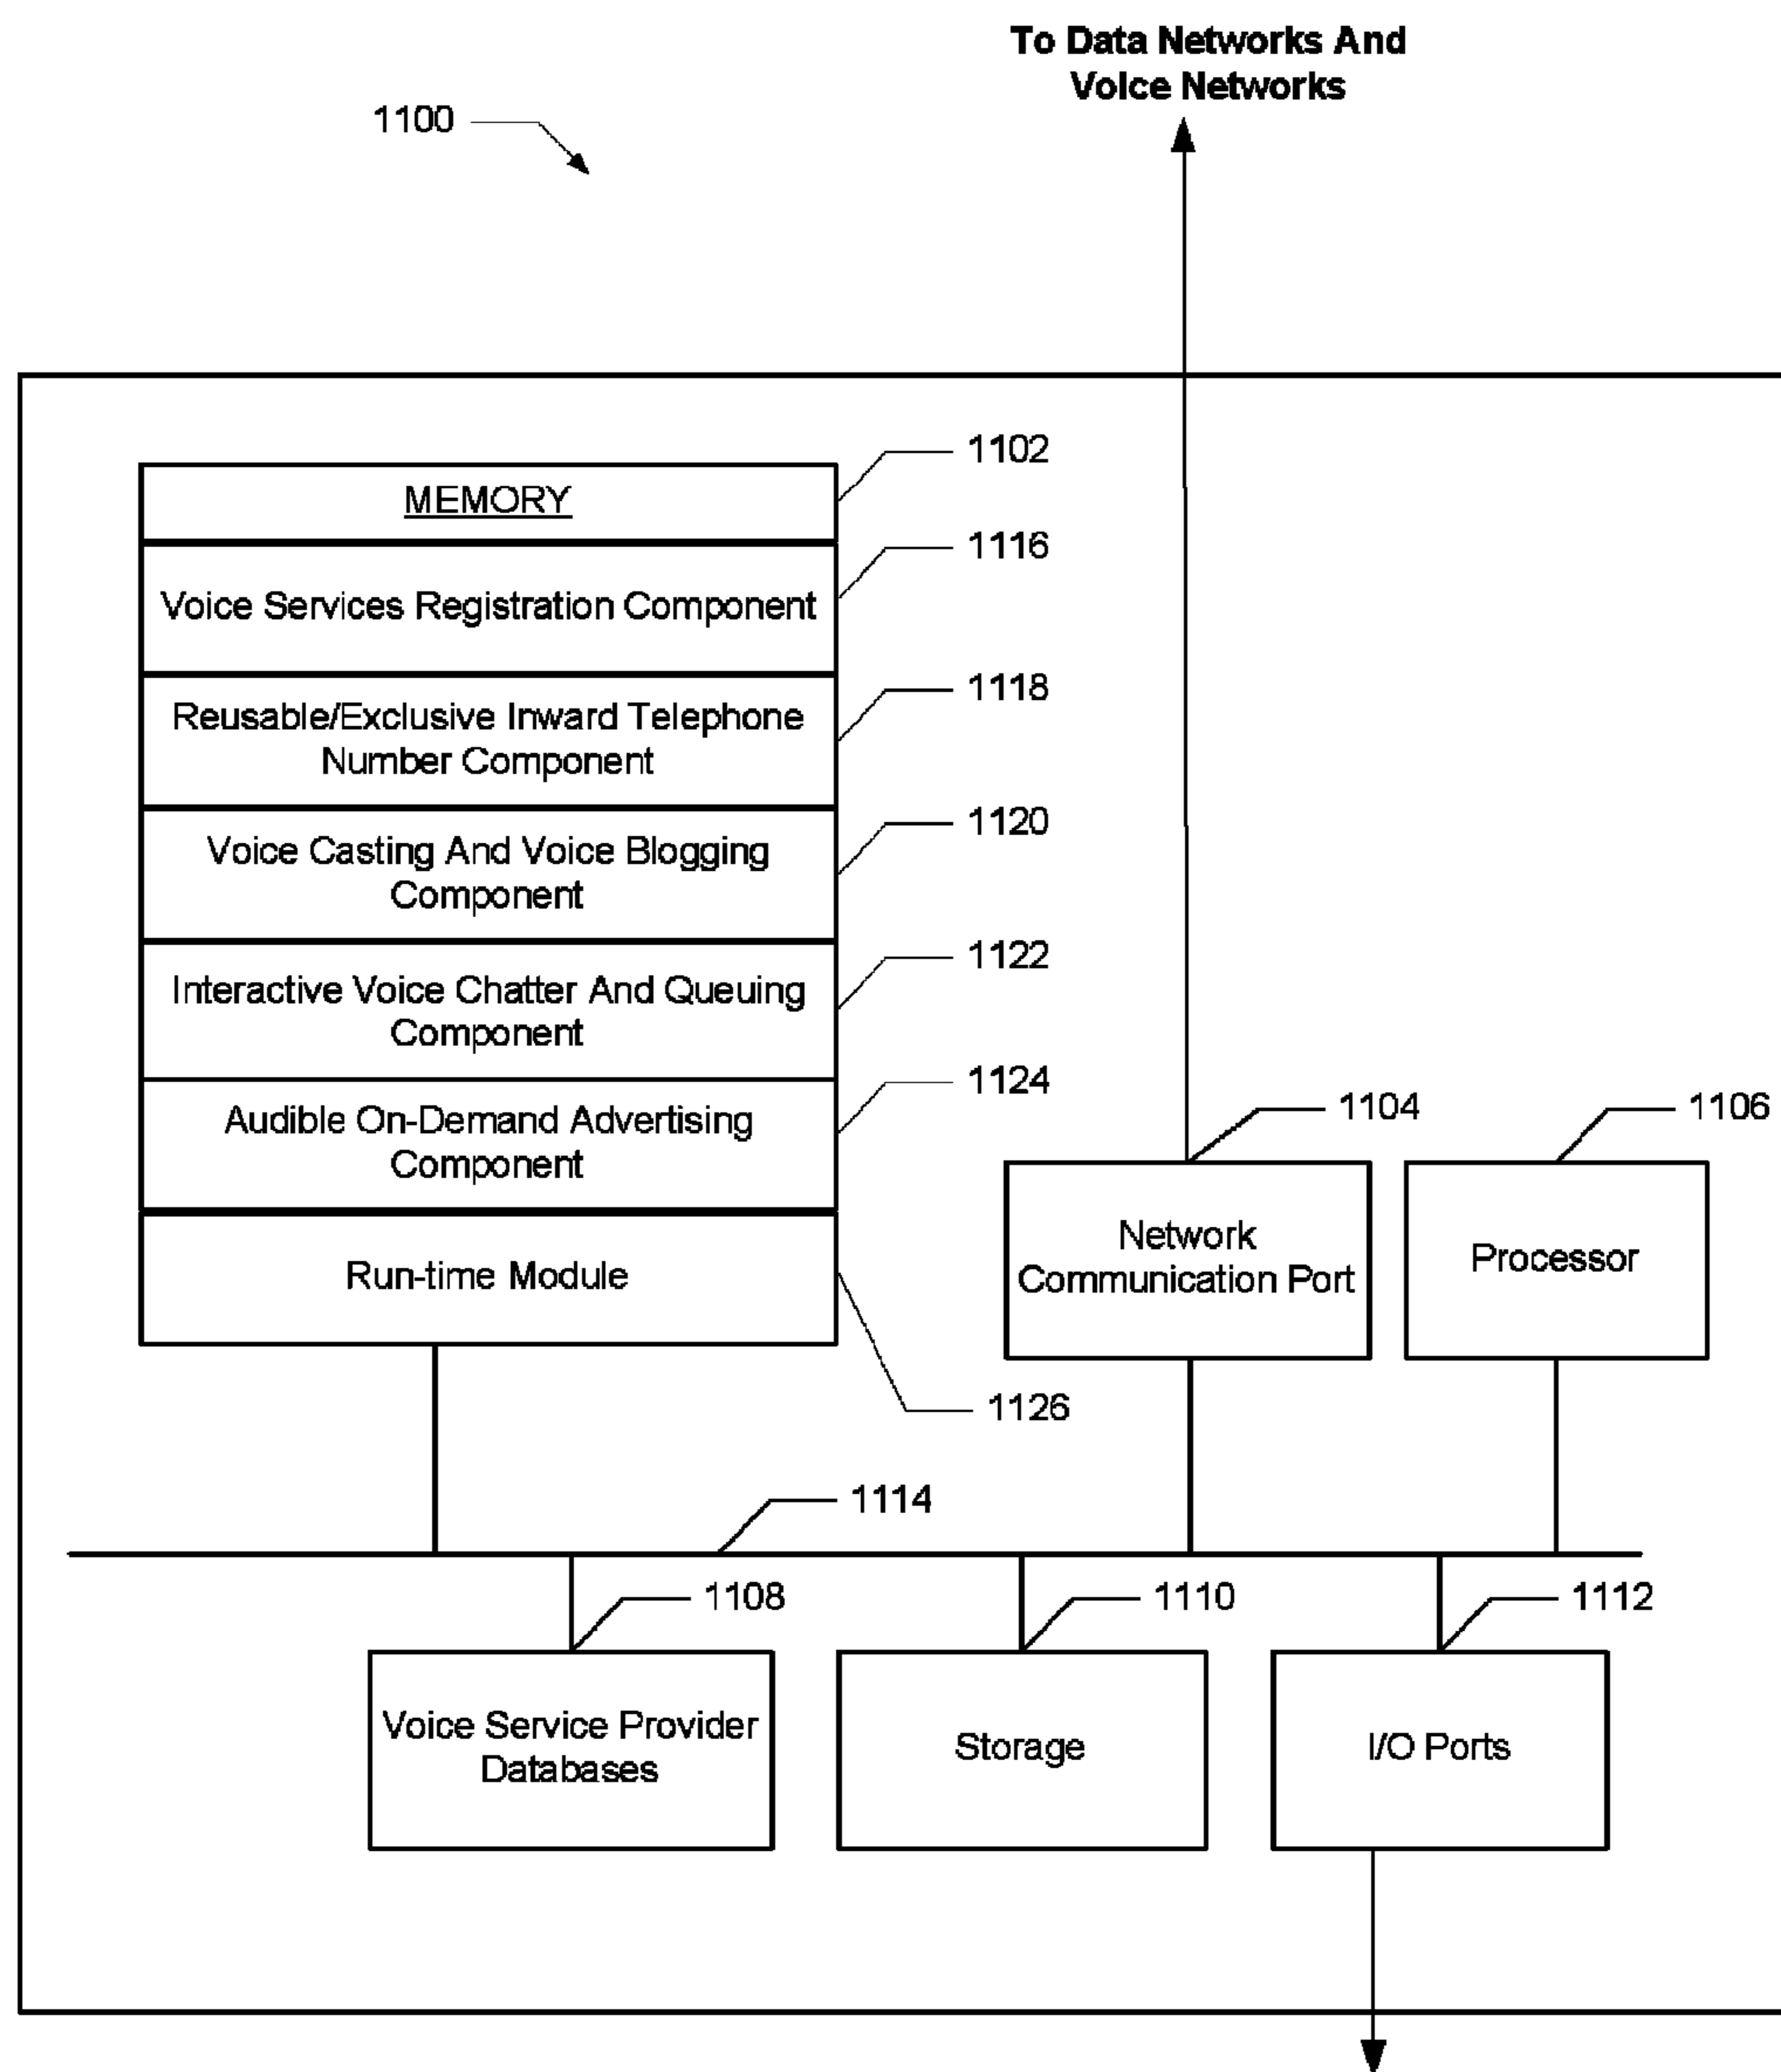 To Data Networks And
Voice Networks
1100
1102
MEMORY
1116
Voice Services Registration Component
1118
Reusable/Exclusive Inward Telephone
Number Component
1120
Voice Casting And Voice Blogging
Component
1122
Interactive Voice Chatter And Queuing
Component
1124
Audible On-Demand Advertising
Component
1104
1106
Network
Communication Port
Processor
Run-time Module
1126
1114
1108
1110
1112
Voice Service Provider
Databases
Storage
I/O Ports